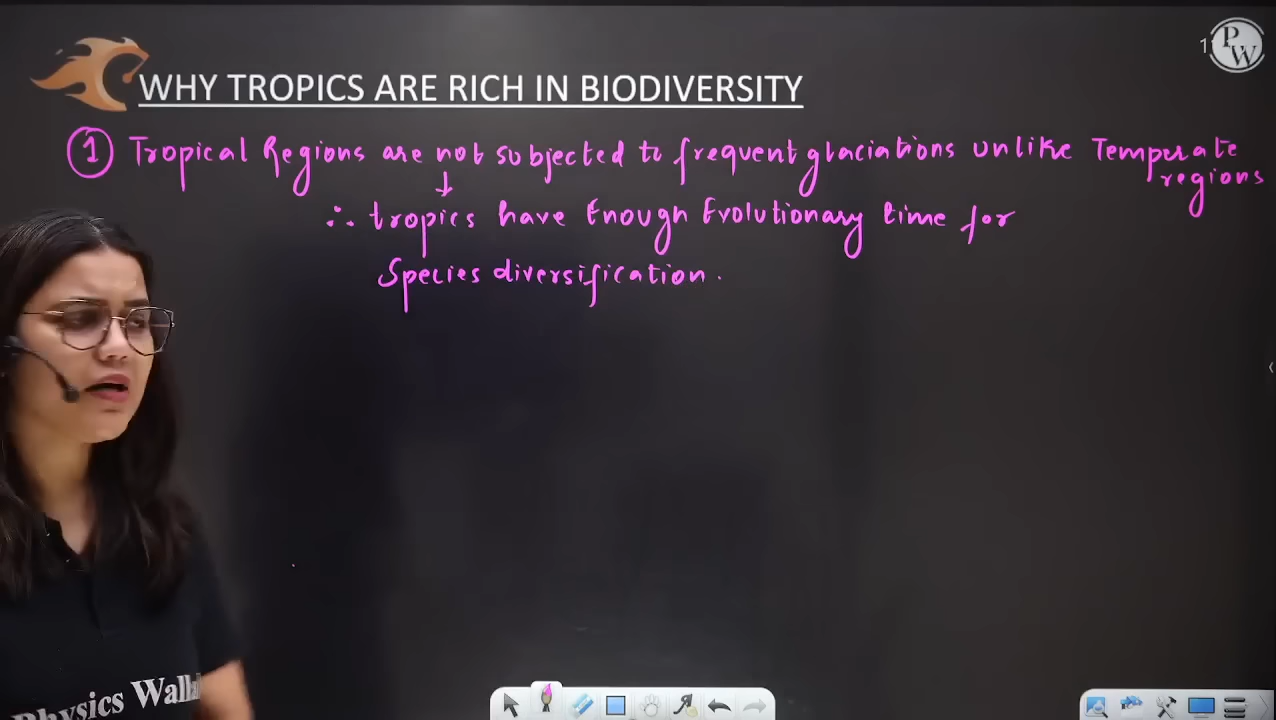 WHY TROPICS ARE RICH IN BIODIVERSITY
1 Tropical Regions are not subjected to frequent glaciations unlike Temperate
regions
∴ tropics have Enough Evolutionary time for
Species diversification.
PW
Physics Walla